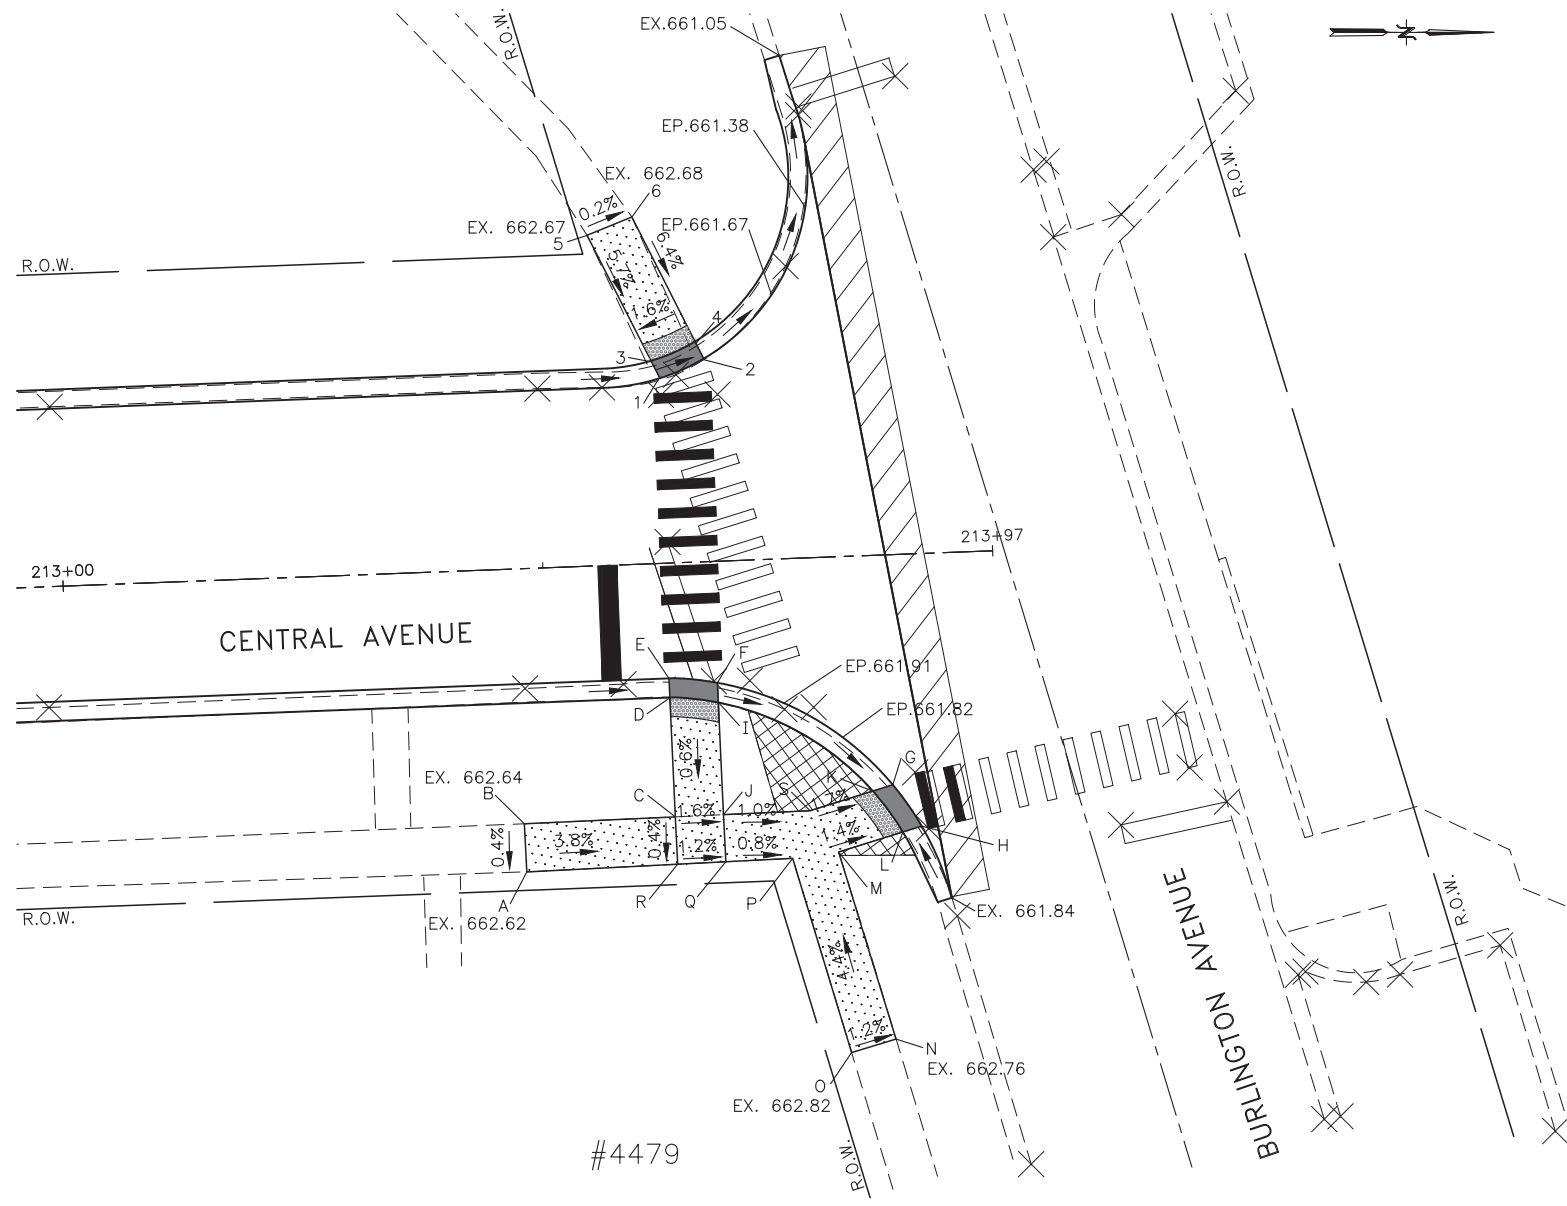 EX.661.05
R.O.W.
N
EP.661.38
EX. 662.68
6
R.O.W.
0.2%
EX. 662.67
5
EP.661.67
6.4%
5.7%
R.O.W.
1.6%
4
3
2
1
213+97
213+00
CENTRAL AVENUE
E
F
EP.661.91
D
I
EP.661.82
G
K
0.6%
EX. 662.64
B
C
J
S
1.6%
1.0%
1.7%
0.4%
3.8%
0.4%
1.2%
0.8%
1.4%
H
L
M
A
R
Q
P
EX. 662.62
R.O.W.
EX. 661.84
R.O.W.
4.4%
1.2%
N
EX. 662.76
O
EX. 662.82
BURLINGTON AVENUE
#4479
R.O.W.